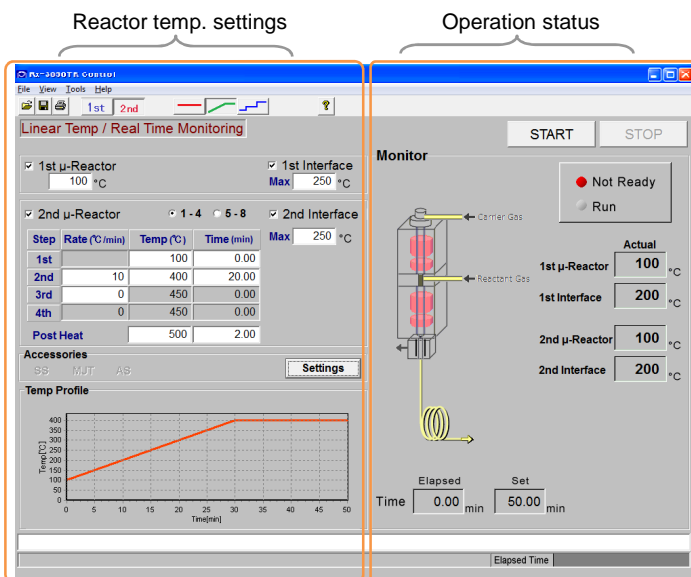 Reactor temp. settings
Operation status
Rx-3050TR Control
File View Tools Help
1st 2nd
Linear Temp / Real Time Monitoring
START STOP
Monitor
1st µ-Reactor
100 °C
1st Interface
Max 250 °C
Not Ready
Run
2nd µ-Reactor 1 - 4 5 - 8
2nd Interface
Max 250 °C
Step Rate (℃/min) Temp (℃) Time (min)
1st 100 0.00
2nd 10 400 20.00
3rd 0 450 0.00
4th 0 450 0.00
Post Heat 500 2.00
Carrier Gas
Reactant Gas
Actual
1st µ-Reactor 100 °C
1st Interface 200 °C
2nd µ-Reactor 100 °C
2nd Interface 200 °C
Accessories
SS MJT AS
Settings
Temp Profile
Temp[℃]
400
350
300
250
200
150
100
50
0
0 5 10 15 20 25 30 35 40 45 50
Time[min]
Elapsed Set
Time 0.00 min 50.00 min
Elapsed Time